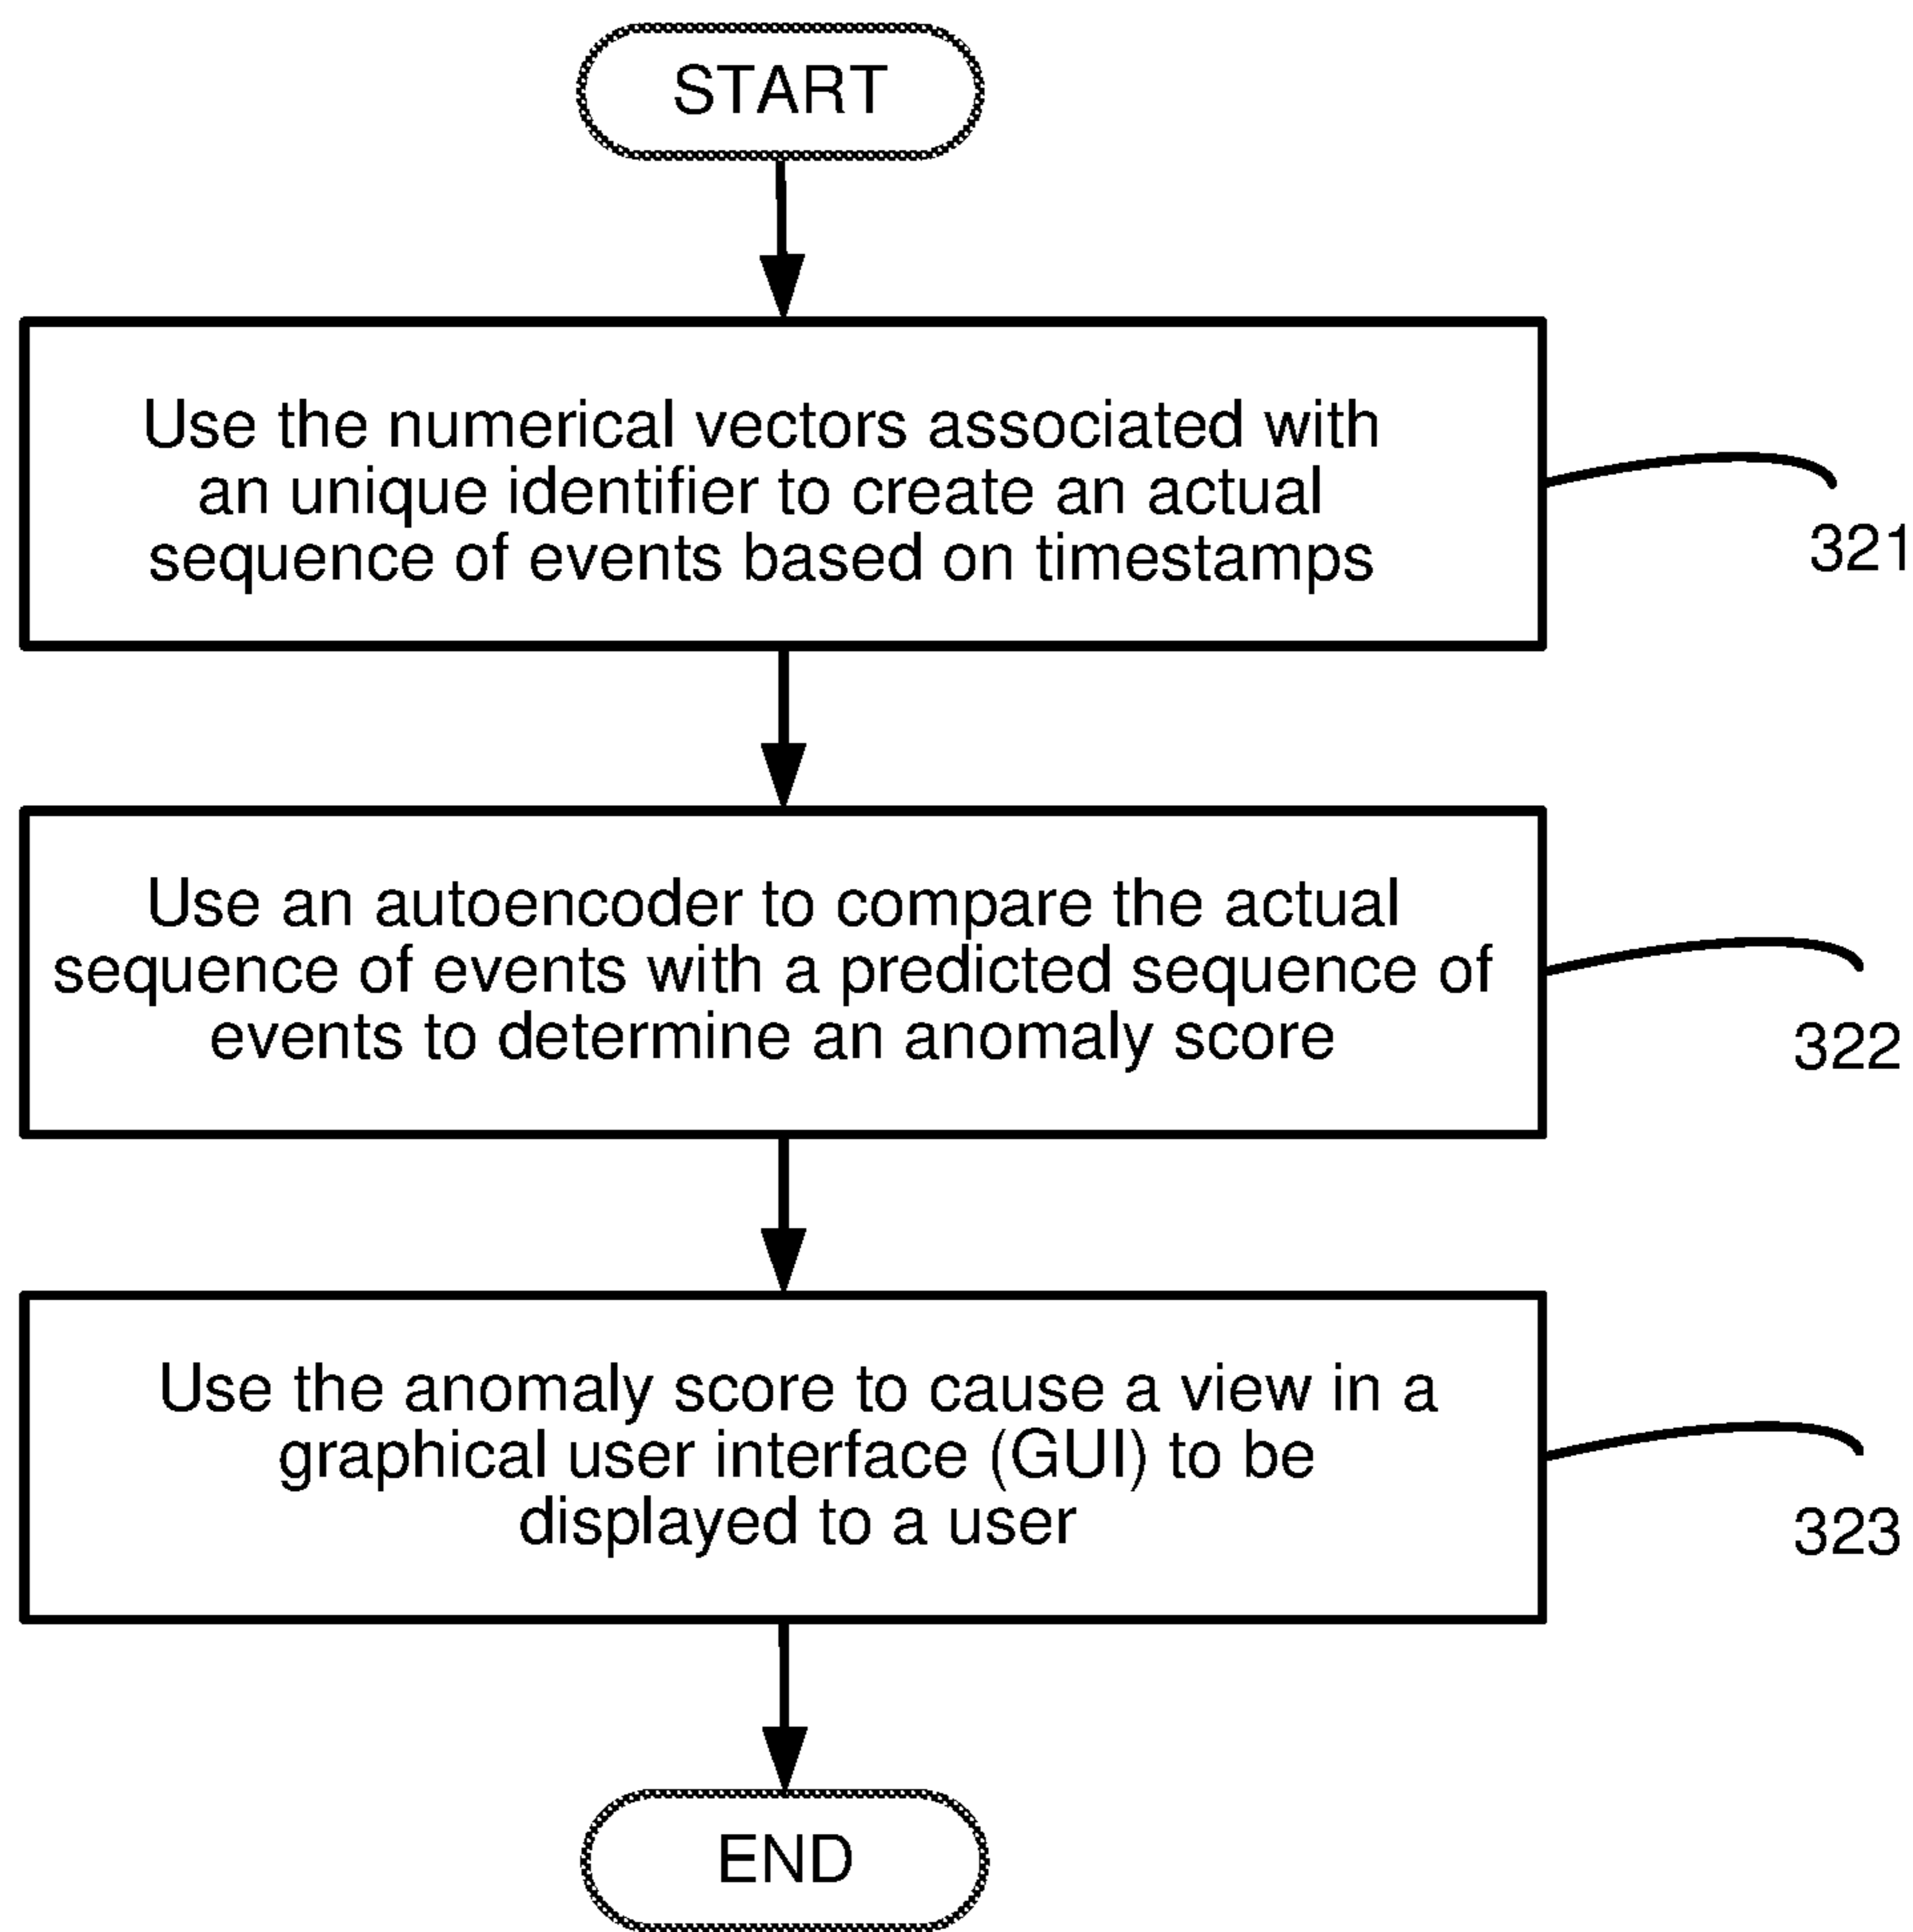 START
Use the numerical vectors associated with
an unique identifier to create an actual
sequence of events based on timestamps
321
Use an autoencoder to compare the actual
sequence of events with a predicted sequence of
events to determine an anomaly score
322
Use the anomaly score to cause a view in a
graphical user interface (GUI) to be
displayed to a user
323
END